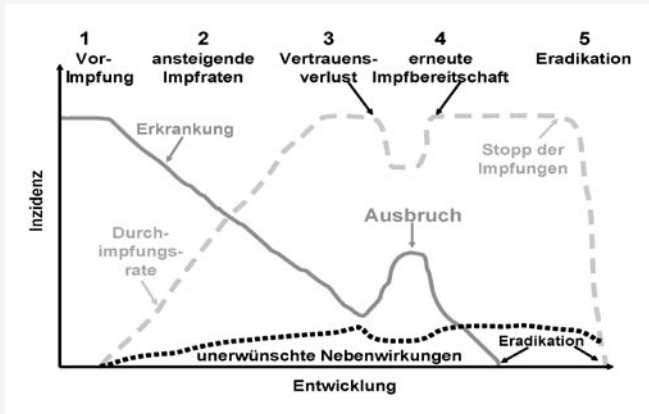 1 2 3 4 5
Vor- ansteigende Vertrauens- erneute Eradikation
Impfung Impfraten verlust Impfbereitschaft
Erkrankung
Stopp der
Impfungen
Ausbruch
Durch-
impfungs-
rate
Inzidenz
Eradikation
unerwünschte Nebenwirkungen
Entwicklung